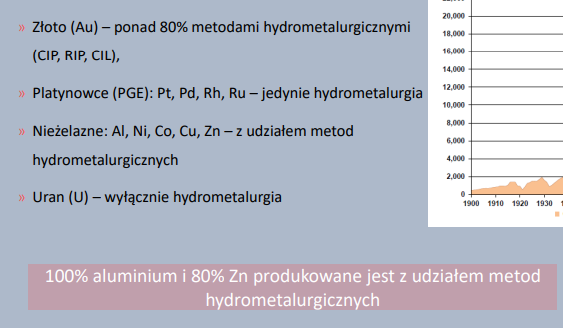 » Złoto (Au) – ponad 80% metodami hydrometalurgicznymi
(CIP, RIP, CIL),
» Platynowce (PGE): Pt, Pd, Rh, Ru – jedynie hydrometalurgia
» Nieżelazne: Al, Ni, Co, Cu, Zn – z udziałem metod
hydrometalurgicznych
» Uran (U) – wyłącznie hydrometalurgia
20,000
18,000
16,000
14,000
12,000
10,000
8,000
6,000
4,000
2,000
0
1900 1910 1920 1930
100% aluminium i 80% Zn produkowane jest z udziałem metod
hydrometalurgicznych